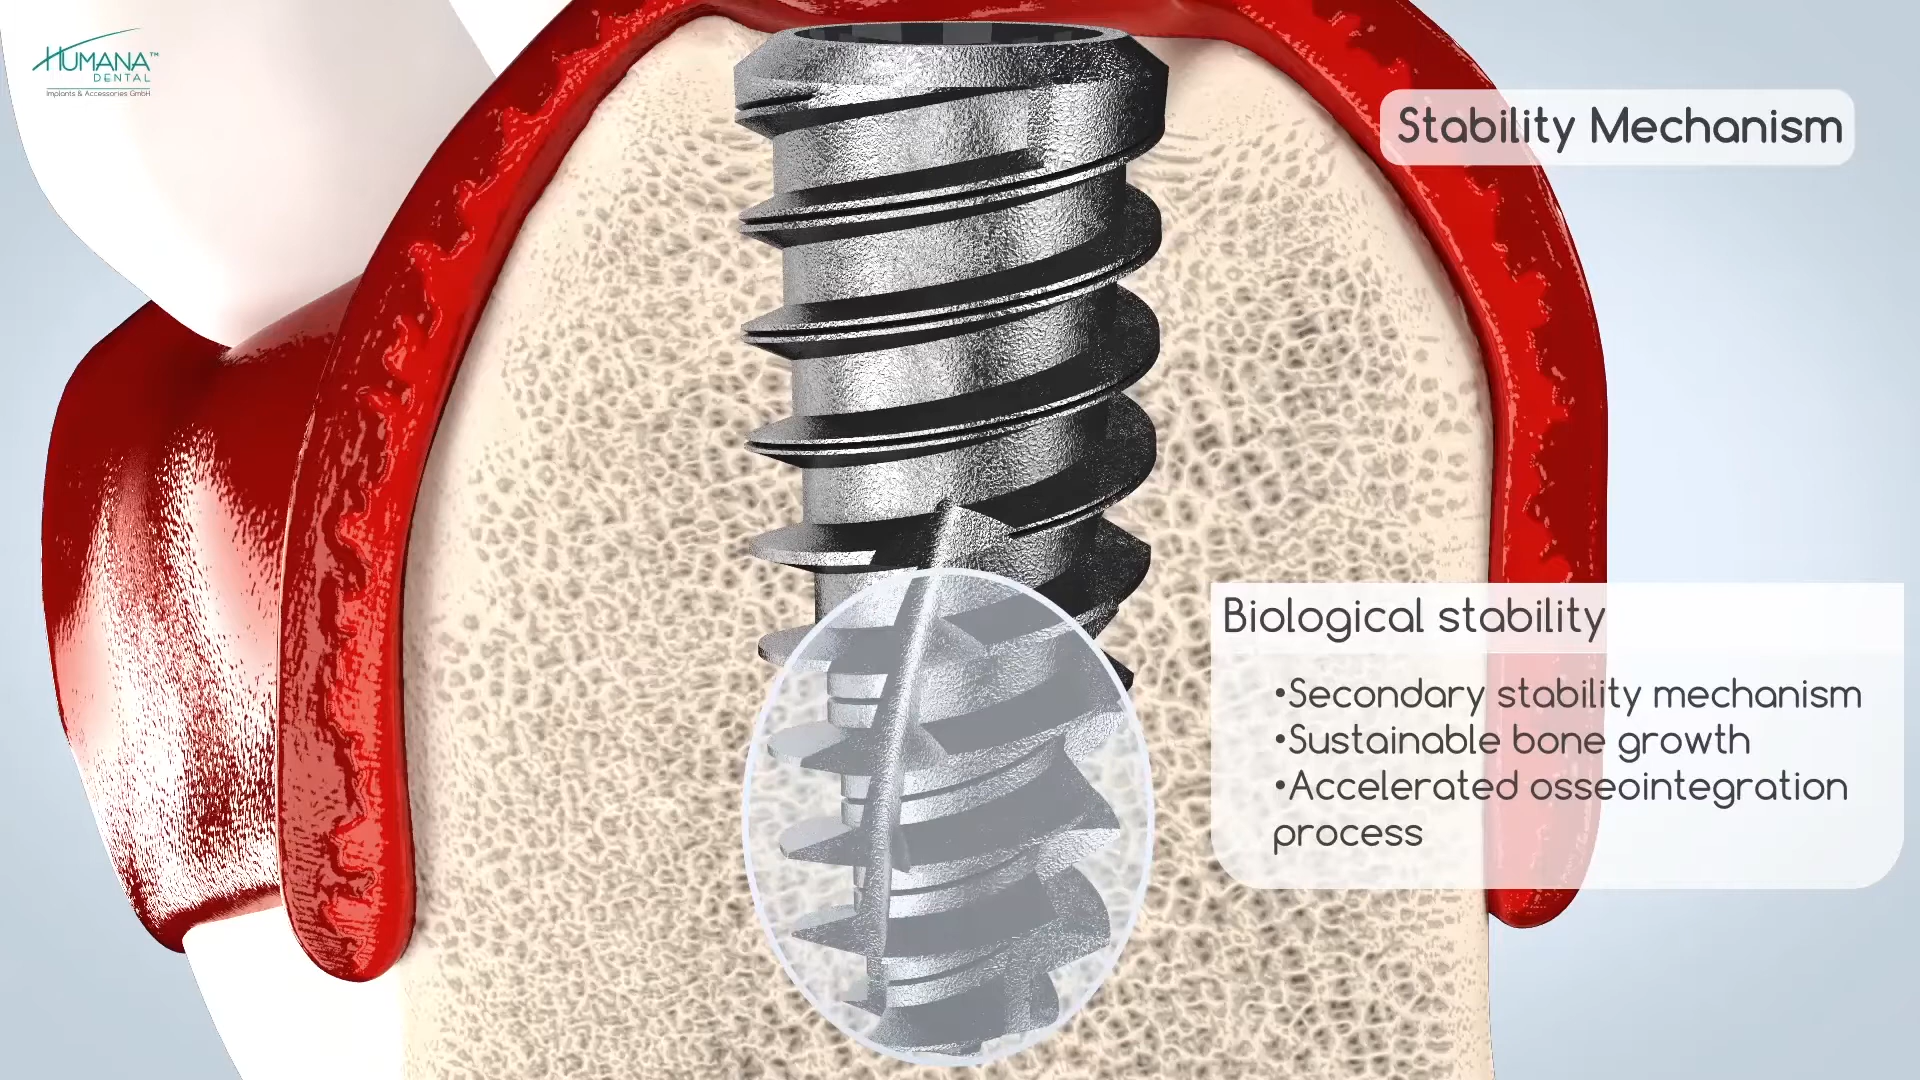 HUMANA™
DENTAL
Implants & Accessories GmbH
Stability Mechanism
Biological stability
•Secondary stability mechanism
•Sustainable bone growth
•Accelerated osseointegration
process